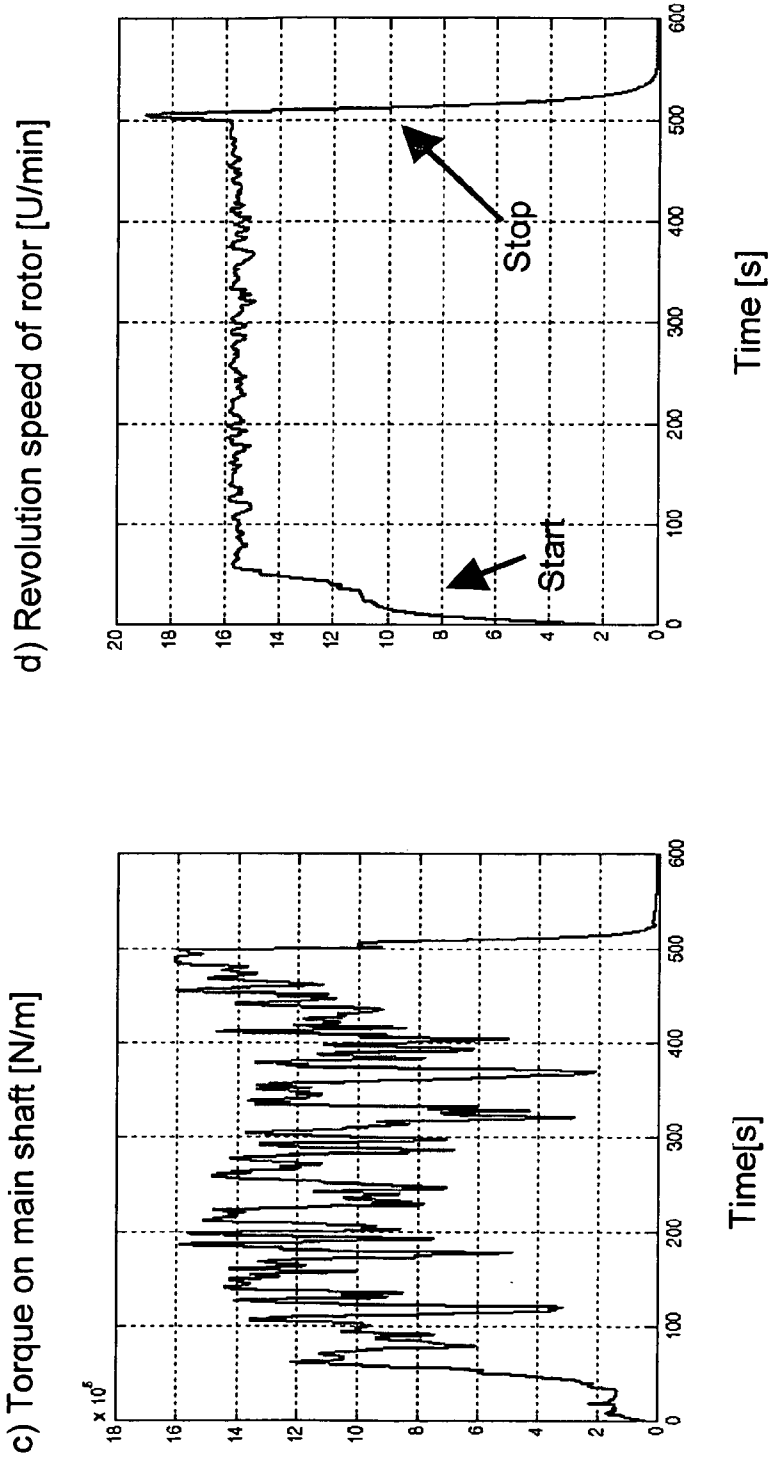 c) Torque on main shaft [N/m]
x 10⁵
18
16
14
12
10
8
6
4
2
0
0 100 200 300 400 500 600
Time[s]
d) Revolution speed of rotor [U/min]
20
18
16
14
12
10
8
6
4
2
0
0 100 200 300 400 500 600
Start
Stop
Time [s]